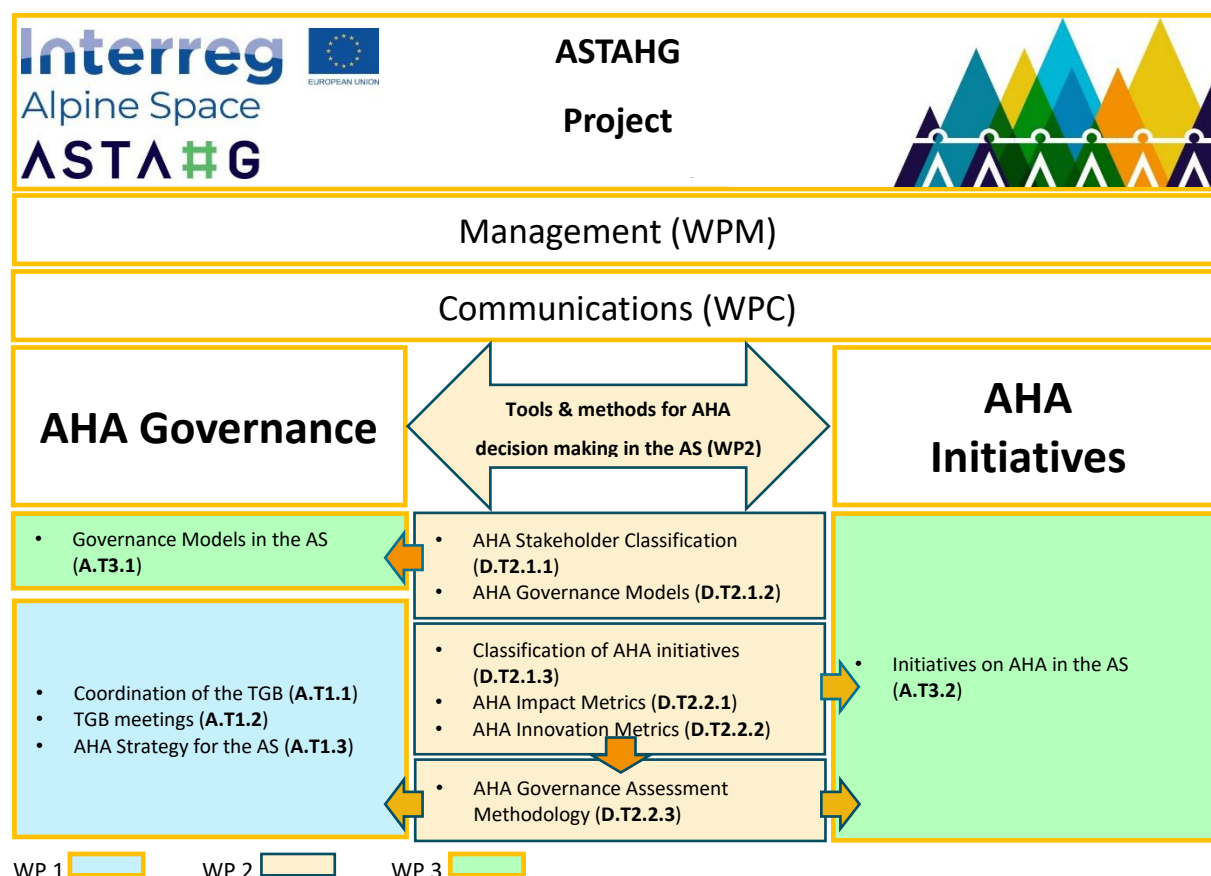 Interreg
EUROPEAN UNION
Alpine Space
ASTAHG
ASTAHG
Project
Management (WPM)
Communications (WPC)
AHA Governance
Tools & methods for AHA
decision making in the AS (WP2)
AHA
Initiatives
• Governance Models in the AS
(A.T3.1)
• AHA Stakeholder Classification
(D.T2.1.1)
• AHA Governance Models (D.T2.1.2)
• Coordination of the TGB (A.T1.1)
• TGB meetings (A.T1.2)
• AHA Strategy for the AS (A.T1.3)
• Classification of AHA initiatives
(D.T2.1.3)
• AHA Impact Metrics (D.T2.2.1)
• AHA Innovation Metrics (D.T2.2.2)
• Initiatives on AHA in the AS
(A.T3.2)
• AHA Governance Assessment
Methodology (D.T2.2.3)
WP 1
WP 2
WP 3